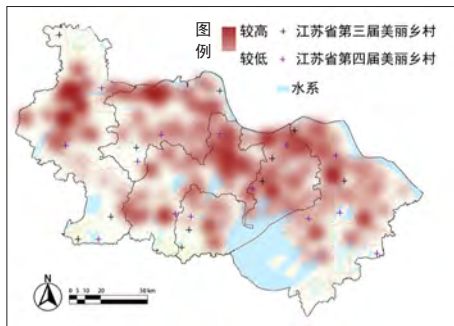 图例
较高
+ 江苏省第三届美丽乡村
较低
+ 江苏省第四届美丽乡村
水系
N
0 5 10 20 50 km